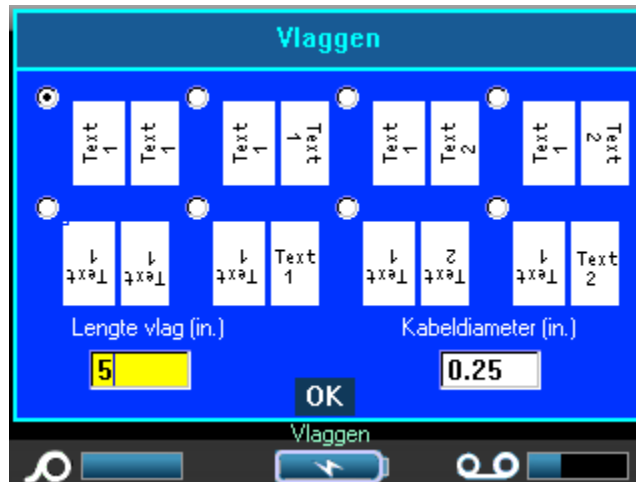 Vlaggen
Text 1 Text 1 Text 1 Text 1 Text 1 Text 2 Text 1 Text 2
Text 1 Text 1 Text 1 Text 1 Text 1 Text 2 Text 1 Text 2
Lengte vlag (in.) Kabeldiameter (in.)
5 0.25
OK
Vlaggen